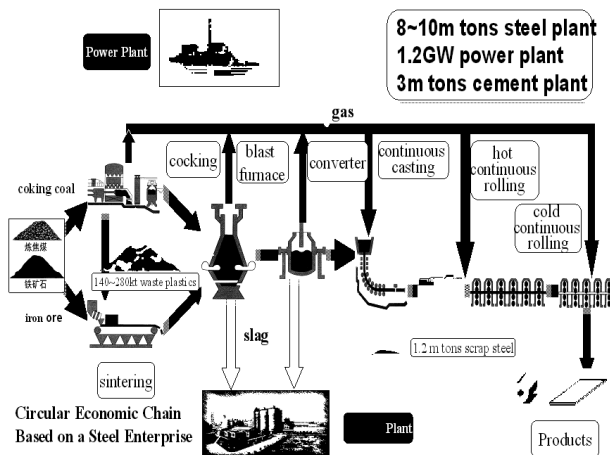 Power Plant
8~10m tons steel plant
1.2GW power plant
3m tons cement plant
gas
cocking
blast
furnace
converter
continuous
casting
hot
continuous
rolling
cold
continuous
rolling
coking coal
炼焦煤
铁矿石
iron ore
140~280kt waste plastics
sintering
slag
1.2 m tons scrap steel
Circular Economic Chain
Based on a Steel Enterprise
Plant
Products